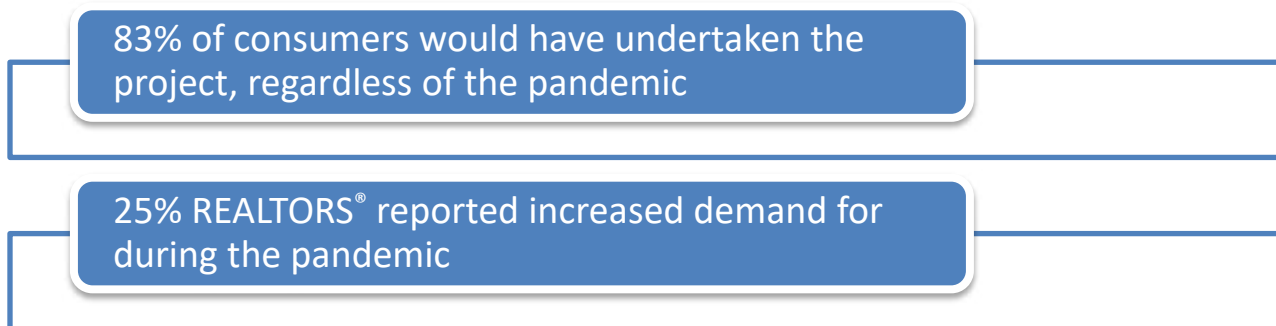 83% of consumers would have undertaken the
project, regardless of the pandemic
25% REALTORS® reported increased demand for
during the pandemic